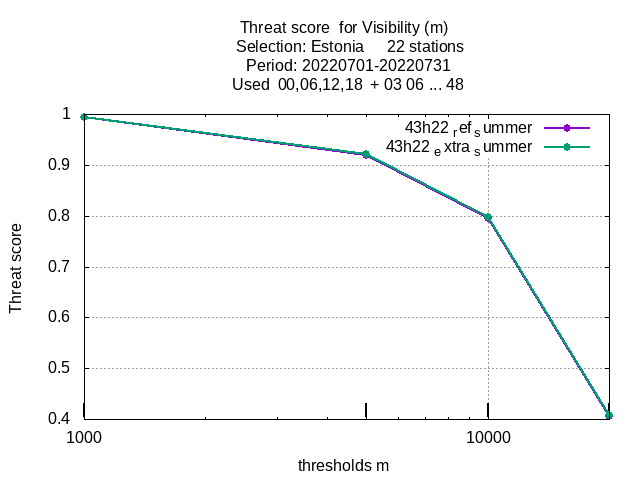 Threat score  for Visibility (m)
Selection: Estonia     22 stations
Period: 20220701-20220731
Used  00,06,12,18  + 03 06 ... 48
43h22 ref summer
43h22 extra summer
1
0.9
0.8
0.7
0.6
0.5
0.4
Threat score
1000
10000
thresholds m